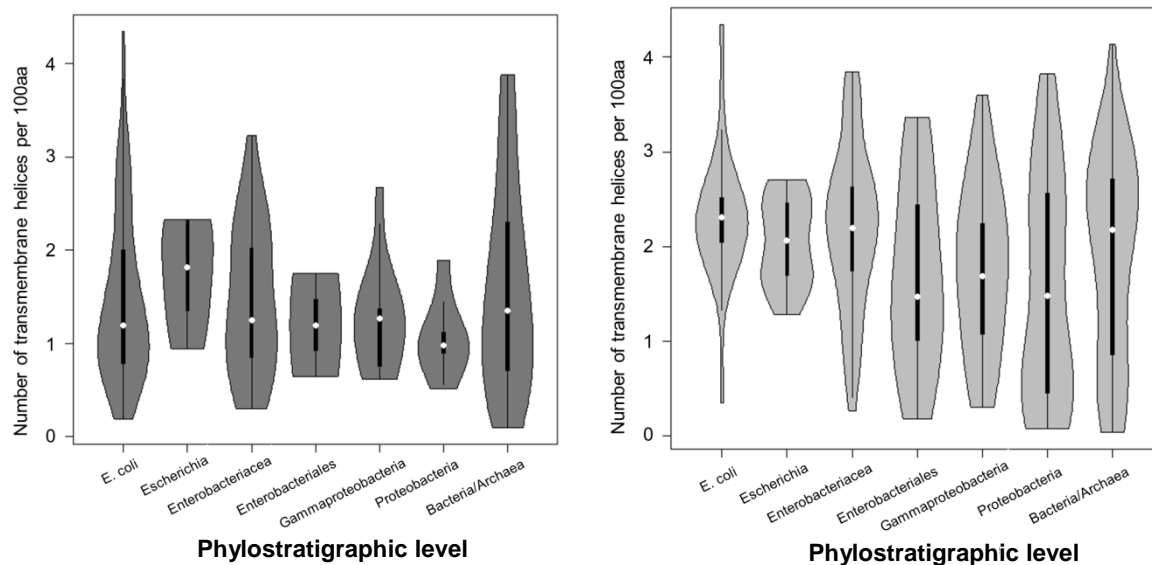 Number of transmembrane helices per 100aa
4
3
2
1
0
E. coli
Escherichia
Enterobacteriacea
Enterobacteriales
Gammaproteobacteria
Proteobacteria
Bacteria/Archaea
Phylostratigraphic level
Number of transmembrane helices per 100aa
4
3
2
1
0
E. coli
Escherichia
Enterobacteriacea
Enterobacteriales
Gammaproteobacteria
Proteobacteria
Bacteria/Archaea
Phylostratigraphic level